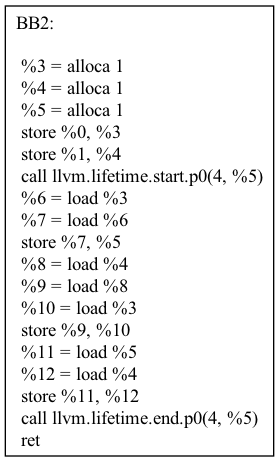 BB2:
%3 = alloca 1
%4 = alloca 1
%5 = alloca 1
store %0, %3
store %1, %4
call llvm.lifetime.start.p0(4, %5)
%6 = load %3
%7 = load %6
store %7, %5
%8 = load %4
%9 = load %8
%10 = load %3
store %9, %10
%11 = load %5
%12 = load %4
store %11, %12
call llvm.lifetime.end.p0(4, %5)
ret